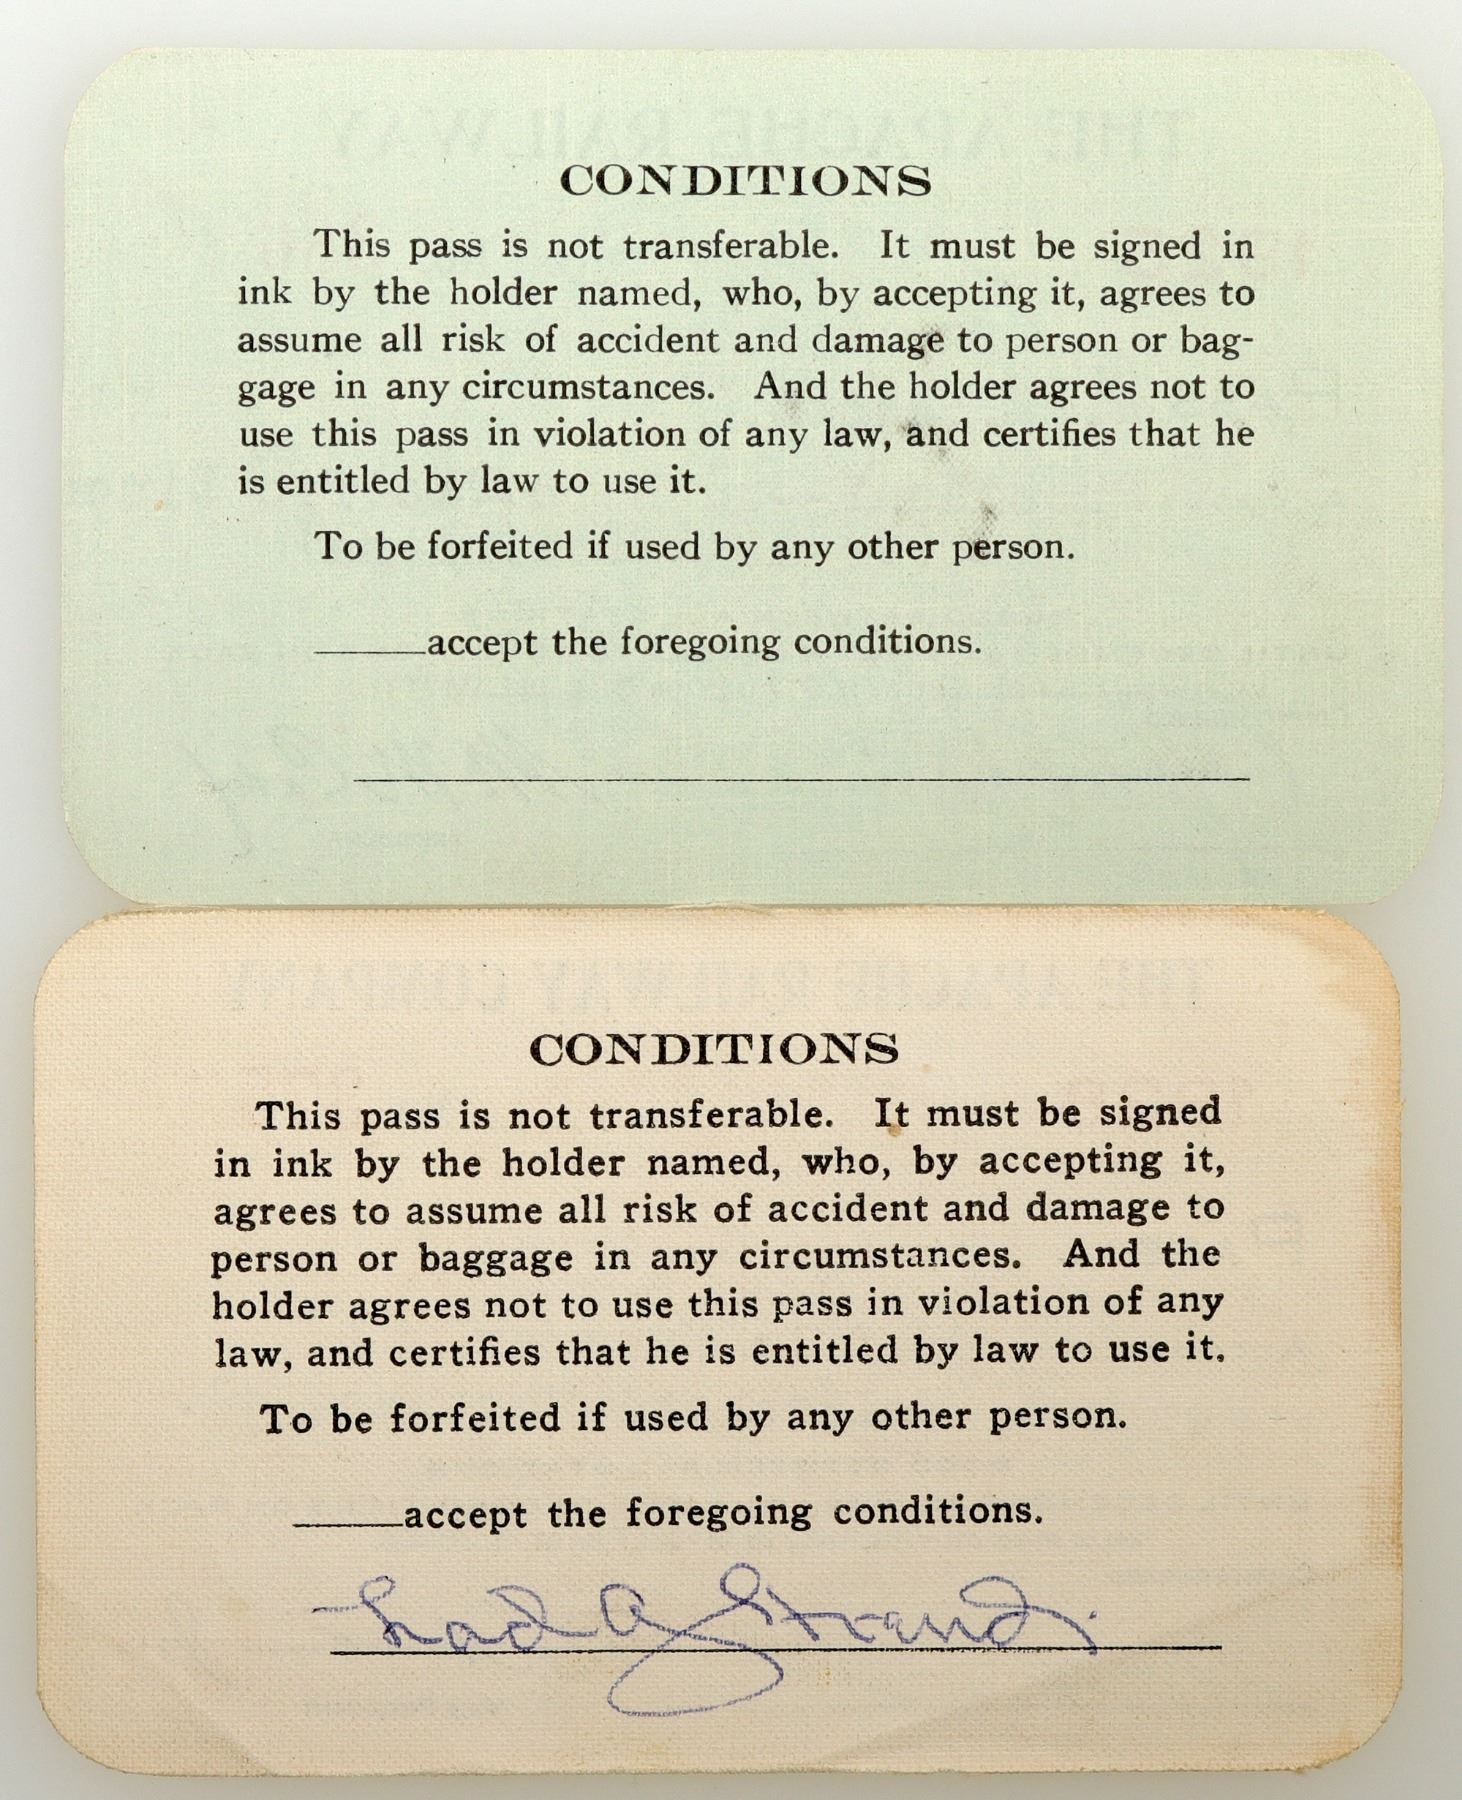 CONDITIONS
This pass is not transferable. It must be signed in
ink by the holder named, who, by accepting it, agrees to
assume all risk of accident and damage to person or bag-
gage in any circumstances. And the holder agrees not to
use this pass in violation of any law, and certifies that he
is entitled by law to use it.
To be forfeited if used by any other person.
_____accept the foregoing conditions.
CONDITIONS
This pass is not transferable. It must be signed
in ink by the holder named, who, by accepting it,
agrees to assume all risk of accident and damage to
person or baggage in any circumstances. And the
holder agrees not to use this pass in violation of any
law, and certifies that he is entitled by law to use it.
To be forfeited if used by any other person.
_____accept the foregoing conditions.